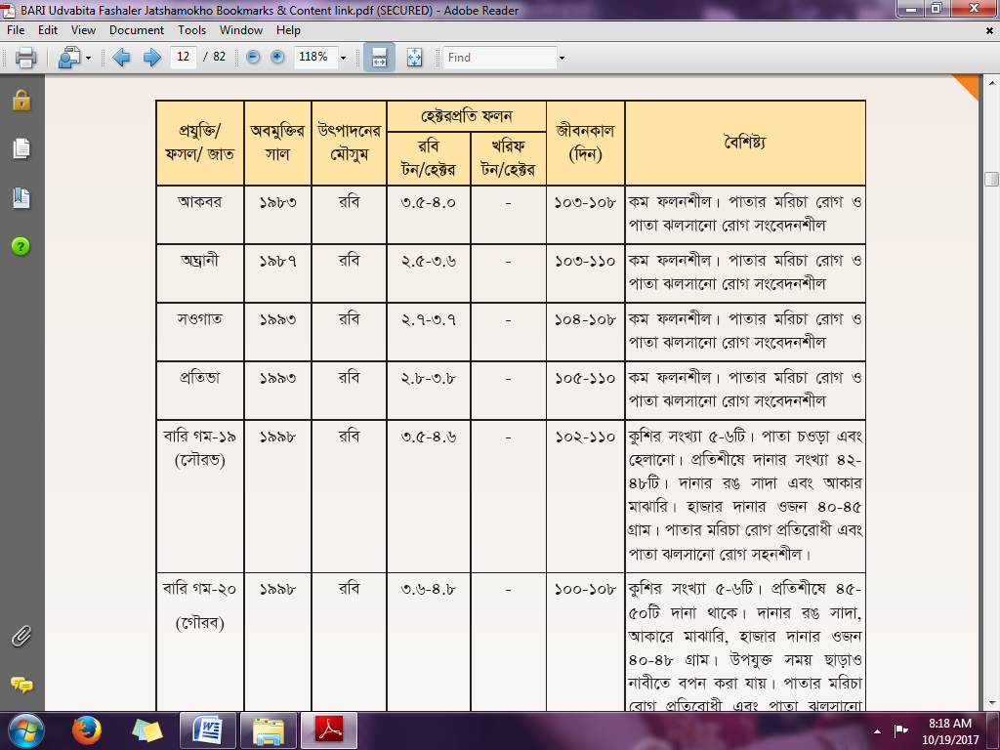 BARI Udvabita Fashaler Jatshamokho Bookmarks & Content link.pdf (SECURED) - Adobe Reader
File Edit View Document Tools Window Help
12 / 82 118% Find
প্রযুক্তি/ ফসল/ জাত
অবমুক্তির সাল
উৎপাদনের মৌসুম
হেক্টরপ্রতি ফলন
রবি টন/হেক্টর
খরিফ টন/হেক্টর
জীবনকাল (দিন)
বৈশিষ্ট্য
আকবর ১৯৮৩ রবি ৩.৫-৪.০ - ১০৩-১০৮ কম ফলনশীল। পাতার মরিচা রোগ ও
পাতা ঝলসানো রোগ সংবেদনশীল
অঘ্রানী ১৯৮৭ রবি ২.৫-৩.৬ - ১০৩-১১০ কম ফলনশীল। পাতার মরিচা রোগ ও
পাতা ঝলসানো রোগ সংবেদনশীল
সওগাত ১৯৯৩ রবি ২.৭-৩.৭ - ১০৪-১০৮ কম ফলনশীল। পাতার মরিচা রোগ ও
পাতা ঝলসানো রোগ সংবেদনশীল
প্রতিভা ১৯৯৩ রবি ২.৮-৩.৮ - ১০৫-১১০ কম ফলনশীল। পাতার মরিচা রোগ ও
পাতা ঝলসানো রোগ সংবেদনশীল
বারি গম-১৯ ১৯৯৮ রবি ৩.৫-৪.৬ - ১০২-১১০ কুশির সংখ্যা ৫-৬টি। পাতা চওড়া এবং
(সৌরভ) হেলানো। প্রতিশীষে দানার সংখ্যা ৪২-
৪৮টি। দানার রঙ সাদা এবং আকার
মাঝারি। হাজার দানার ওজন ৪০-৪৫
গ্রাম। পাতার মরিচা রোগ প্রতিরোধী এবং
পাতা ঝলসানো রোগ সহনশীল।
বারি গম-২০ ১৯৯৮ রবি ৩.৬-৪.৮ - ১০০-১০৮ কুশির সংখ্যা ৫-৬টি। প্রতিশীষে ৪৫-
(গৌরব) ৫০টি দানা থাকে। দানার রঙ সাদা,
আকারে মাঝারি, হাজার দানার ওজন
৪০-৪৮ গ্রাম। উপযুক্ত সময় ছাড়াও
নাবীতে বপন করা যায়। পাতার মরিচা
রোগ প্রতিরোধী এবং পাতা ঝলসানো
8:18 AM
10/19/2017